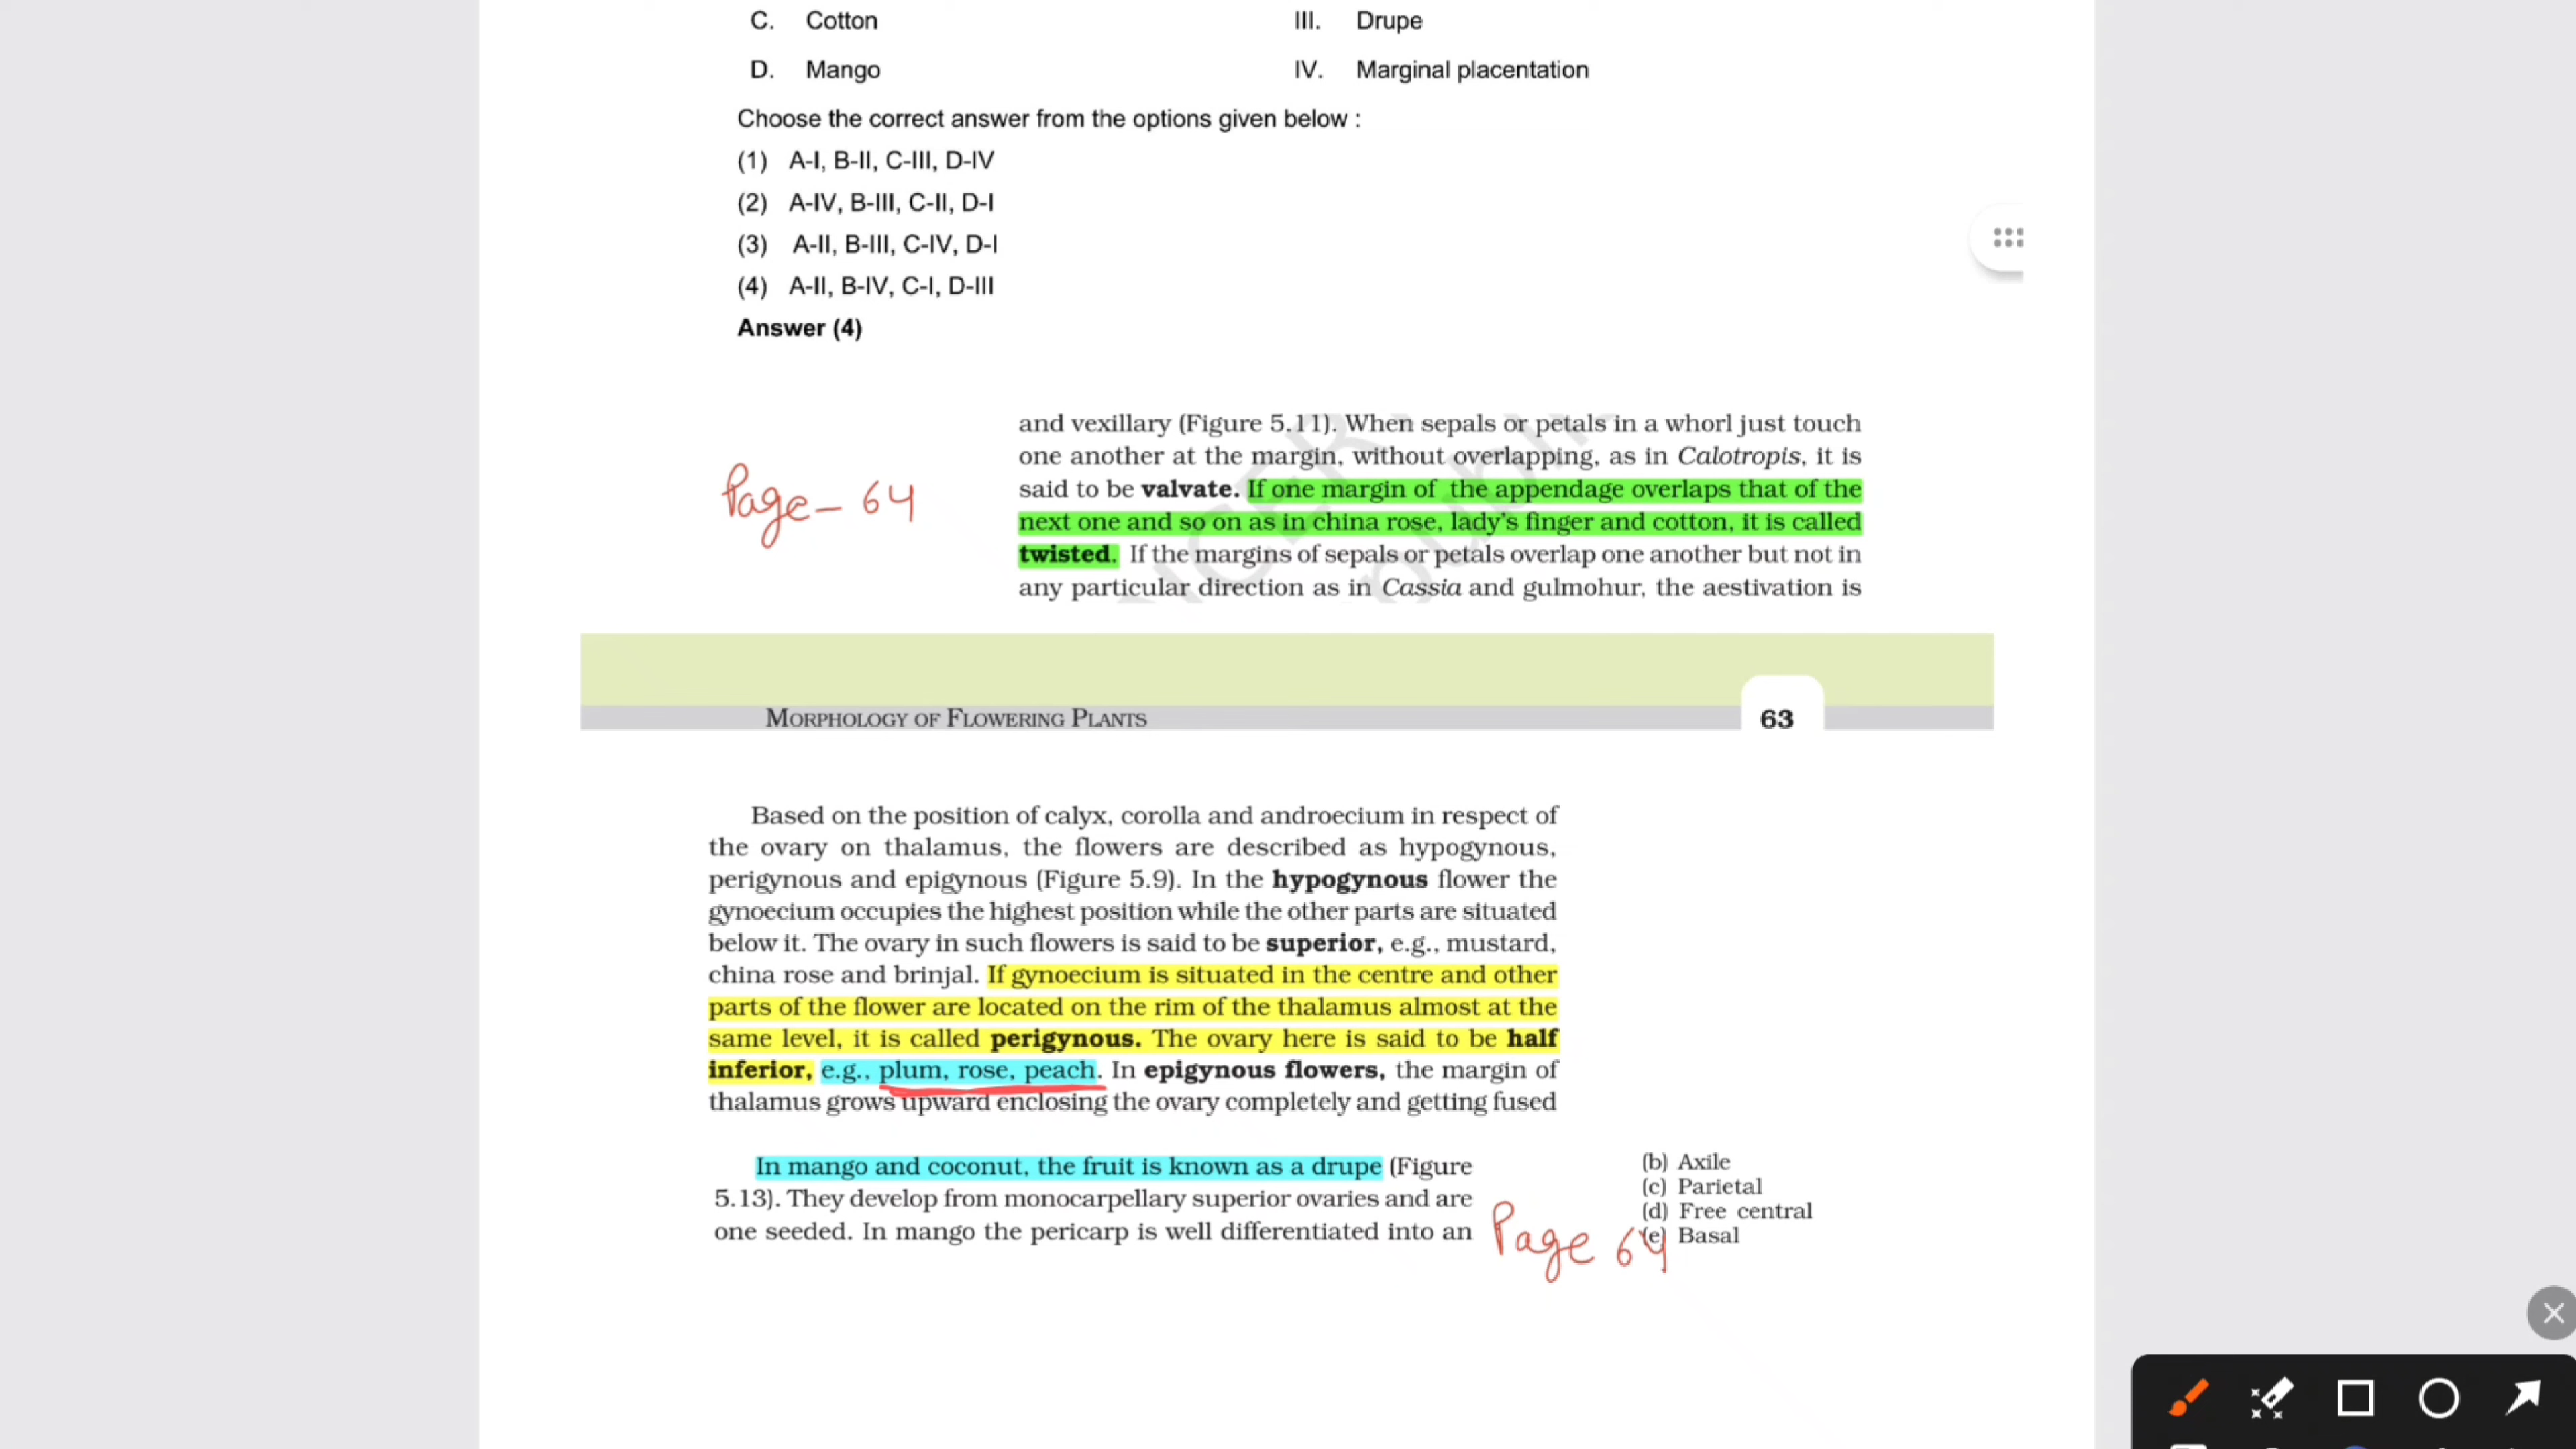 C. Cotton III. Drupe
D. Mango IV. Marginal placentation
Choose the correct answer from the options given below :
(1) A-I, B-II, C-III, D-IV
(2) A-IV, B-III, C-II, D-I
(3) A-II, B-III, C-IV, D-I
(4) A-II, B-IV, C-I, D-III
Answer (4)
and vexillary (Figure 5.11). When sepals or petals in a whorl just touch
one another at the margin, without overlapping, as in Calotropis, it is
said to be valvate. If one margin of the appendage overlaps that of the
next one and so on as in china rose, lady's finger and cotton, it is called
twisted. If the margins of sepals or petals overlap one another but not in
any particular direction as in Cassia and gulmohur, the aestivation is
Page - 64
MORPHOLOGY OF FLOWERING PLANTS 63
Based on the position of calyx, corolla and androecium in respect of
the ovary on thalamus, the flowers are described as hypogynous,
perigynous and epigynous (Figure 5.9). In the hypogynous flower the
gynoecium occupies the highest position while the other parts are situated
below it. The ovary in such flowers is said to be superior, e.g., mustard,
china rose and brinjal. If gynoecium is situated in the centre and other
parts of the flower are located on the rim of the thalamus almost at the
same level, it is called perigynous. The ovary here is said to be half
inferior, e.g., plum, rose, peach. In epigynous flowers, the margin of
thalamus grows upward enclosing the ovary completely and getting fused
In mango and coconut, the fruit is known as a drupe (Figure
5.13). They develop from monocarpellary superior ovaries and are
one seeded. In mango the pericarp is well differentiated into an
Page 64
(b) Axile
(c) Parietal
(d) Free central
(e) Basal